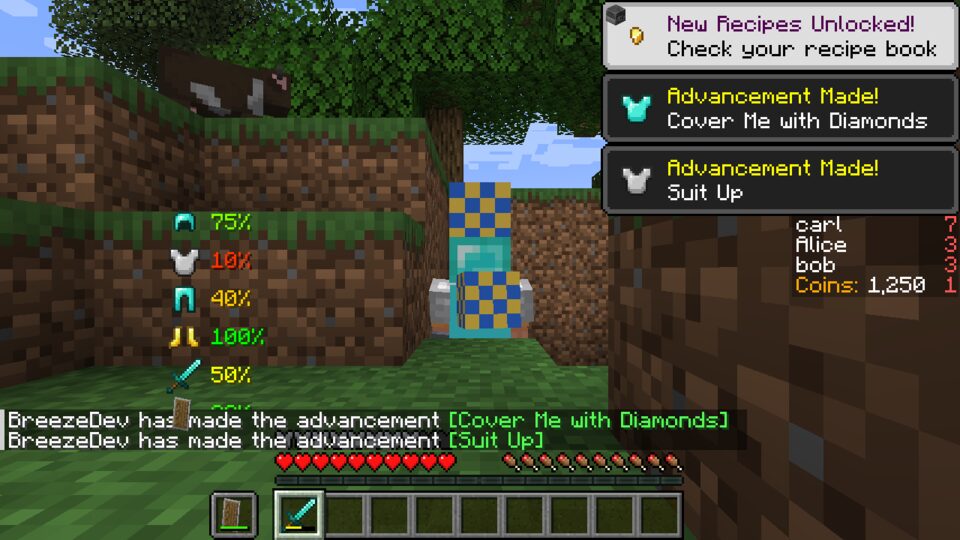 New Recipes Unlocked!
Check your recipe book
Advancement Made!
Cover Me with Diamonds
Advancement Made!
Suit Up
carl 7
Alice 3
bob 3
Coins: 1,250 1
75%
10%
40%
100%
50%
BreezeDev has made the advancement [Cover Me with Diamonds]
BreezeDev has made the advancement [Suit Up]